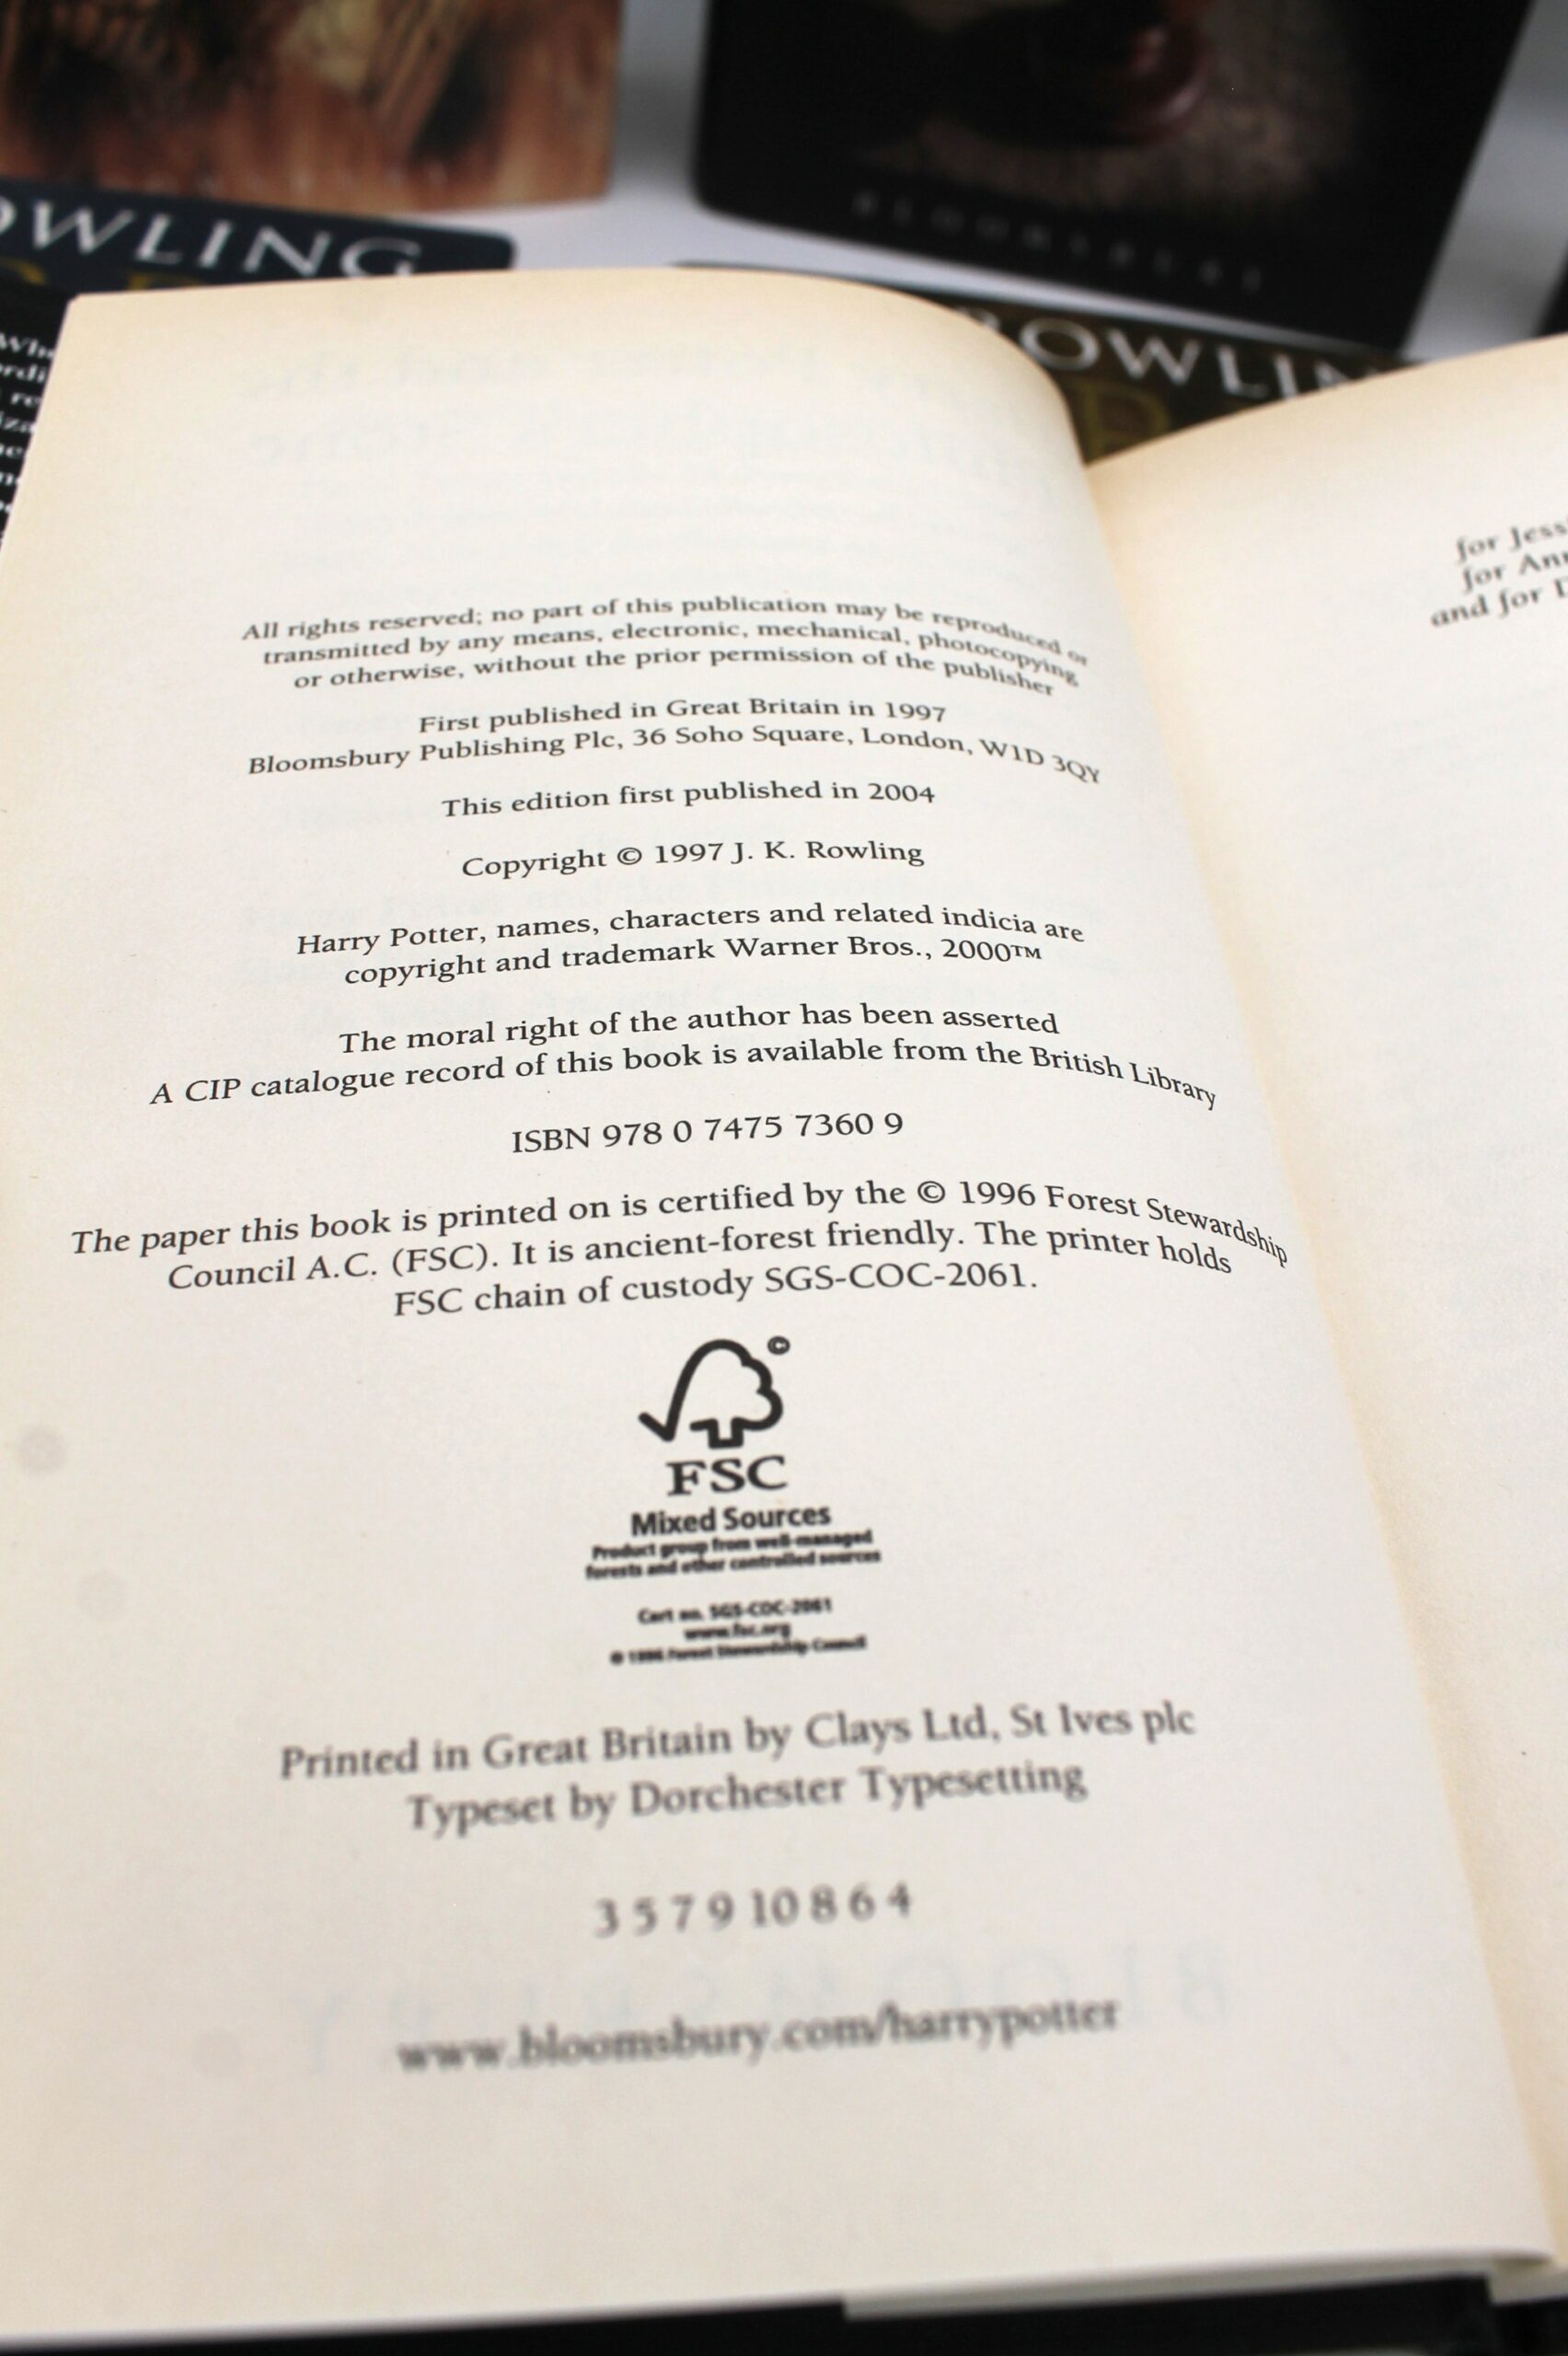 OWLING
BLOOMSBURY
ROWLIN
All rights reserved; no part of this publication may be reproduced or
transmitted by any means, electronic, mechanical, photocopying
or otherwise, without the prior permission of the publisher
First published in Great Britain in 1997
Bloomsbury Publishing Plc, 36 Soho Square, London, W1D 3QY
This edition first published in 2004
Copyright © 1997 J. K. Rowling
Harry Potter, names, characters and related indicia are
copyright and trademark Warner Bros., 2000™
The moral right of the author has been asserted
A CIP catalogue record of this book is available from the British Library
ISBN 978 0 7475 7360 9
The paper this book is printed on is certified by the © 1996 Forest Stewardship
Council A.C. (FSC). It is ancient-forest friendly. The printer holds
FSC chain of custody SGS-COC-2061.
©
FSC
Mixed Sources
Product group from well-managed
forests and other controlled sources
Cert no. SGS-COC-2061
www.fsc.org
© 1996 Forest Stewardship Council
Printed in Great Britain by Clays Ltd, St Ives plc
Typeset by Dorchester Typesetting
3 5 7 9 10 8 6 4
www.bloomsbury.com/harrypotter
for Jess
for Ann
and for D